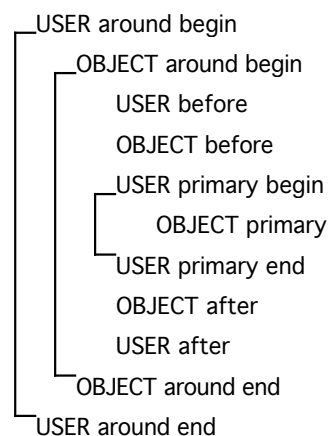 USER around begin
OBJECT around begin
USER before
OBJECT before
USER primary begin
OBJECT primary
USER primary end
OBJECT after
USER after
OBJECT around end
USER around end